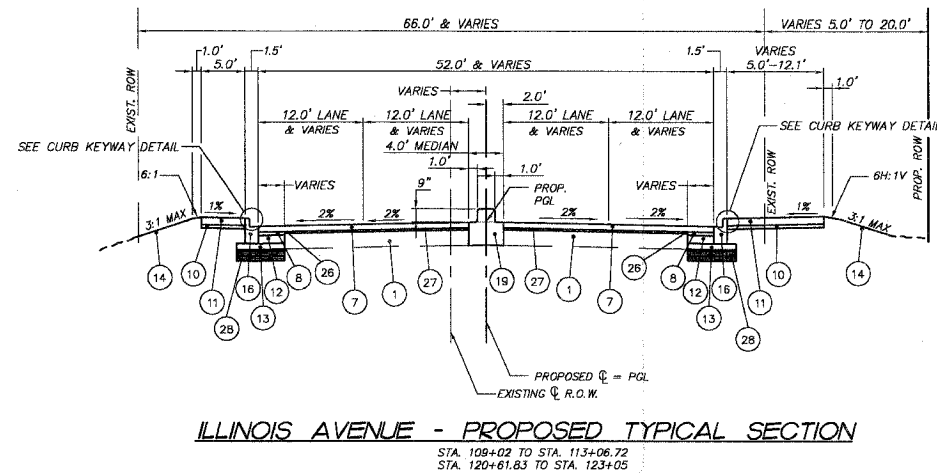 66.0' & VARIES
VARIES 5.0' TO 20.0'
1.0'
5.0'
1.5'
52.0' & VARIES
1.5'
VARIES
5.0'-12.1'
1.0'
EXIST. ROW
VARIES
2.0'
12.0' LANE
& VARIES
12.0' LANE
& VARIES
12.0' LANE
& VARIES
12.0' LANE
& VARIES
4.0' MEDIAN
SEE CURB KEYWAY DETAIL
SEE CURB KEYWAY DETAIL
EXIST. ROW
PROP. ROW
6:1
3:1 MAX
1%
VARIES
9"
1.0'
1.0'
PROP.
PGL
VARIES
6H:1V
1%
3:1 MAX
2%
2%
2%
2%
14
10
11
28
16
13
12
8
26
7
1
27
19
27
1
7
26
8
12
13
16
28
11
10
14
PROPOSED ℄ = PGL
EXISTING ℄ R.O.W.
ILLINOIS AVENUE - PROPOSED TYPICAL SECTION
STA. 109+02 TO STA. 113+06.72
STA. 120+61.83 TO STA. 123+05